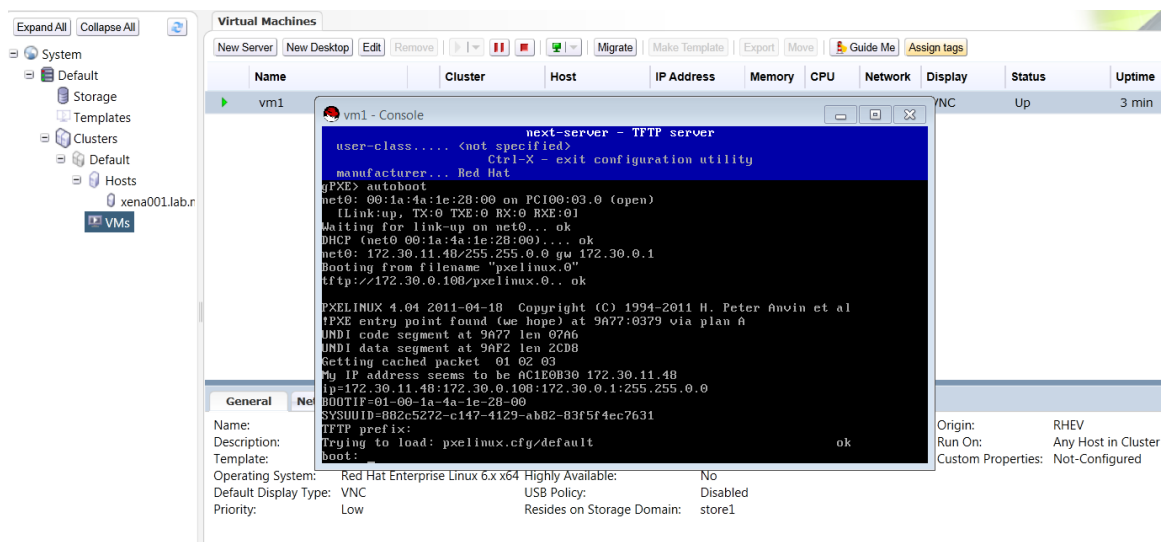 Expand All Collapse All
System
Default
Storage
Templates
Clusters
Default
Hosts
xena001.lab.r
VMs
Virtual Machines
New Server New Desktop Edit Remove Migrate Make Template Export Move Guide Me Assign tags
Name Cluster Host IP Address Memory CPU Network Display Status Uptime
vm1 VNC Up 3 min
vm1 - Console
next-server - TFTP server
user-class..... <not specified>
Ctrl-X - exit configuration utility
manufacturer... Red Hat
gPXE> autoboot
net0: 00:1a:4a:1e:28:00 on PCI00:03.0 (open)
[Link:up, TX:0 TXE:0 RX:0 RXE:0]
Waiting for link-up on net0... ok
DHCP (net0 00:1a:4a:1e:28:00).... ok
net0: 172.30.11.48/255.255.0.0 gw 172.30.0.1
Booting from filename "pxelinux.0"
tftp://172.30.0.108/pxelinux.0.. ok
PXELINUX 4.04 2011-04-18 Copyright (C) 1994-2011 H. Peter Anvin et al
!PXE entry point found (we hope) at 9A77:0379 via plan A
UNDI code segment at 9A77 len 07A6
UNDI data segment at 9AF2 len 2CD8
Getting cached packet 01 02 03
My IP address seems to be AC1E0B30 172.30.11.48
ip=172.30.11.48:172.30.0.108:172.30.0.1:255.255.0.0
BOOTIF=01-00-1a-4a-1e-28-00
SYSUUID=882c5272-c147-4129-ab82-83f5f4ec7631
TFTP prefix:
Trying to load: pxelinux.cfg/default ok
boot: _
General Net
Name: Origin: RHEV
Description: Run On: Any Host in Cluster
Template: Custom Properties: Not-Configured
Operating System: Red Hat Enterprise Linux 6.x x64 Highly Available: No
Default Display Type: VNC USB Policy: Disabled
Priority: Low Resides on Storage Domain: store1